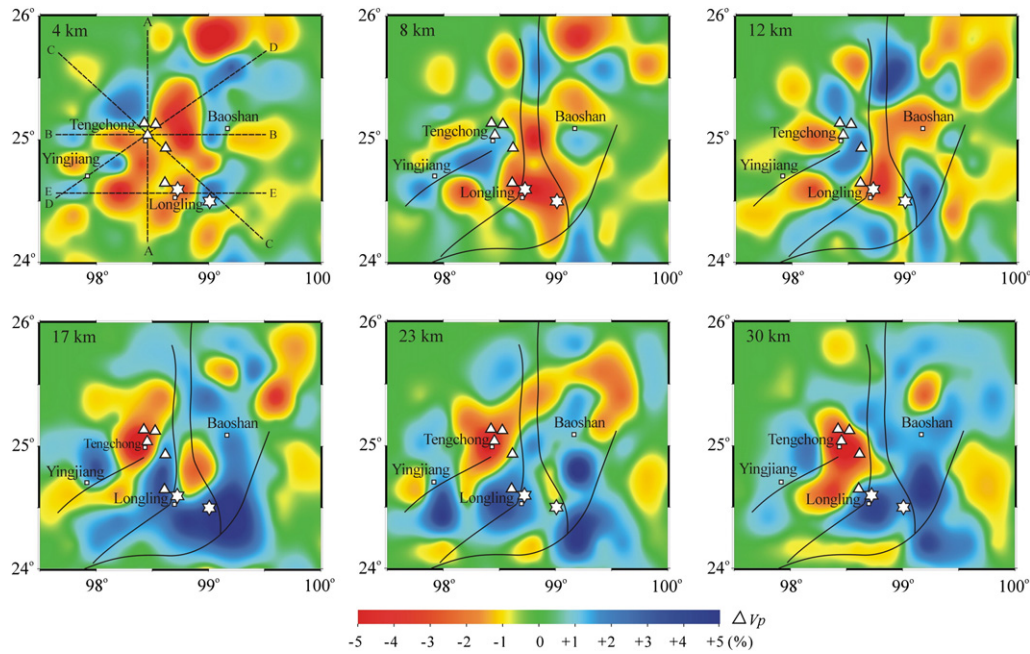 26°
4 km
A
D
C
Tengchong
Baoshan
25°
B
B
Yingjiang
E
E
D
Longling
A
C
24°
98°
99°
100°
26°
8 km
Tengchong
Baoshan
25°
Yingjiang
Longling
24°
98°
99°
100°
26°
12 km
Tengchong
Baoshan
25°
Yingjiang
Longling
24°
98°
99°
100°
26°
17 km
Baoshan
25°
Tengchong
Yingjiang
Longling
24°
98°
99°
100°
26°
23 km
Baoshan
25°
Tengchong
Yingjiang
Longling
24°
98°
99°
100°
26°
30 km
Baoshan
25°
Tengchong
Yingjiang
Longling
24°
98°
99°
100°
△Vp
-5 -4 -3 -2 -1 0 +1 +2 +3 +4 +5 (%)